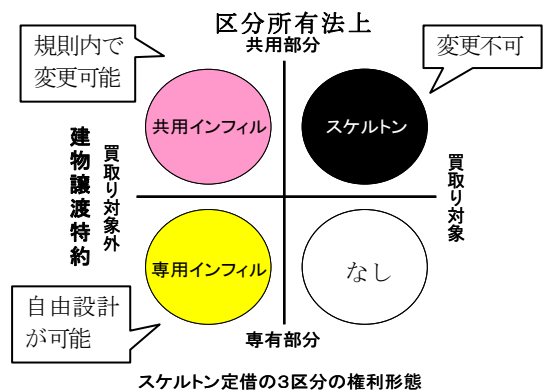 区分所有法上
共用部分
規則内で
変更可能
変更不可
共用インフィル
スケルトン
建物譲渡特約
買取り対象外
買取り対象
専用インフィル
なし
自由設計
が可能
専有部分
スケルトン定借の3区分の権利形態